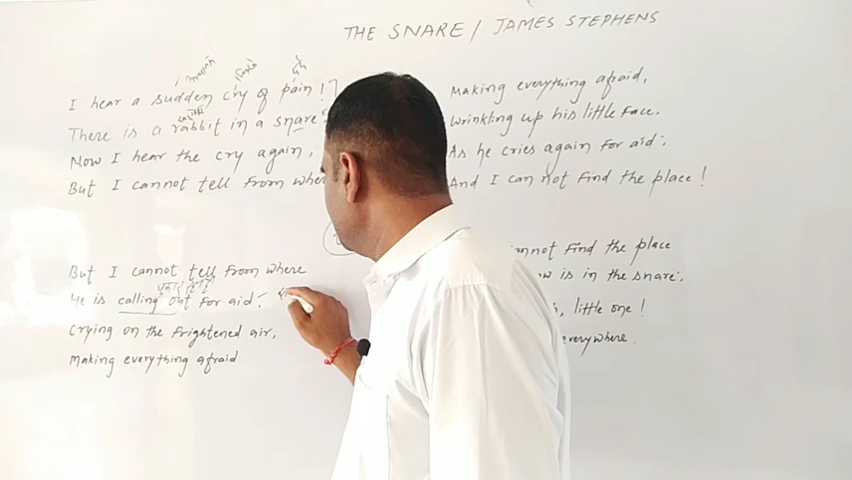 THE SNARE / JAMES STEPHENS
I hear a sudden cry of pain !
There is a rabbit in a snare :
Now I hear the cry again,
But I cannot tell from wher
But I cannot tell from where
He is calling out for aid :
Crying on the frightened air,
Making everything afraid
Making everything afraid,
Wrinkling up his little face.
As he cries again for aid :
And I can not find the place !
annot find the place
is in the snare :
little one !
everywhere .